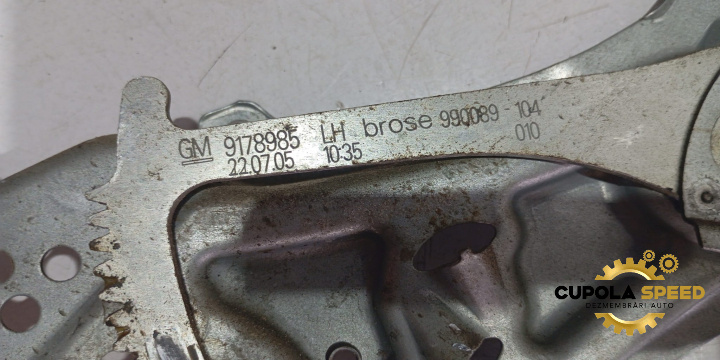 GM 9178985 LH brose 990089-104
22.07.05 10:35 010
CUPOLA SPEED
DEZMEMBRĂRI AUTO